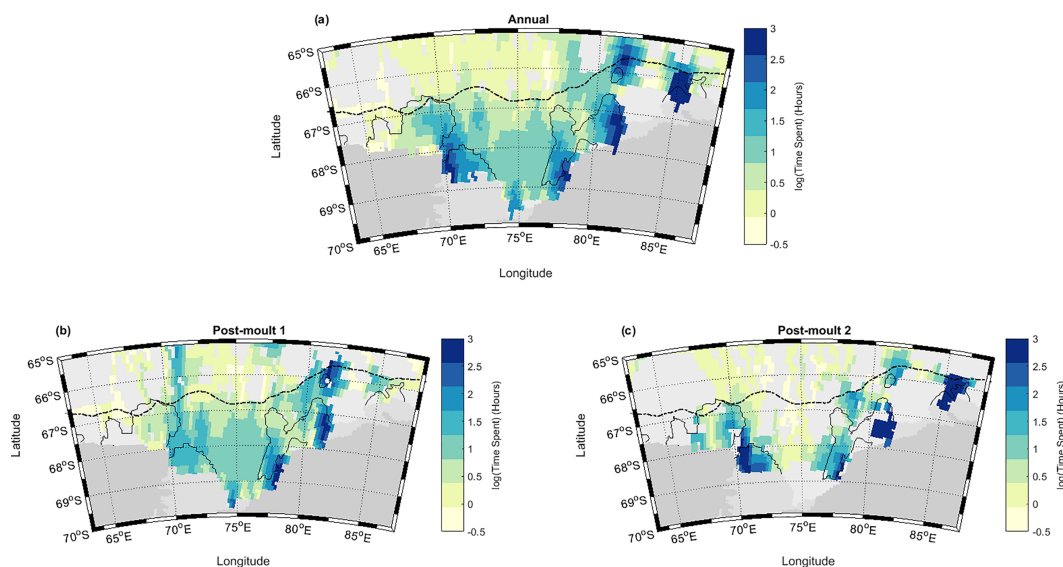 (a) Annual
65°S
66°S
67°S
68°S
69°S
70°S
65°E 70°E 75°E 80°E 85°E
Latitude
Longitude
3
2.5
2
1.5
1
0.5
0
-0.5
log(Time Spent) (Hours)
(b) Post-moult 1
65°S
66°S
67°S
68°S
69°S
70°S
65°E 70°E 75°E 80°E 85°E
Latitude
Longitude
3
2.5
2
1.5
1
0.5
0
-0.5
log(Time Spent) (Hours)
(c) Post-moult 2
65°S
66°S
67°S
68°S
69°S
70°S
65°E 70°E 75°E 80°E 85°E
Latitude
Longitude
3
2.5
2
1.5
1
0.5
0
-0.5
log(Time Spent) (Hours)